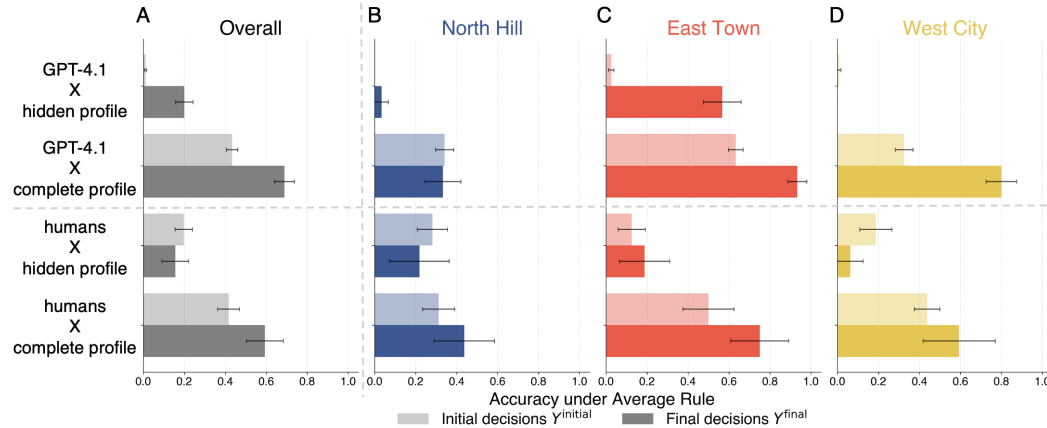 A
Overall
B
North Hill
C
East Town
D
West City
GPT-4.1
X
hidden profile
GPT-4.1
X
complete profile
humans
X
hidden profile
humans
X
complete profile
0.0 0.2 0.4 0.6 0.8 1.0
0.0 0.2 0.4 0.6 0.8 1.0
0.0 0.2 0.4 0.6 0.8 1.0
0.0 0.2 0.4 0.6 0.8 1.0
Accuracy under Average Rule
Initial decisions Y^initial
Final decisions Y^final